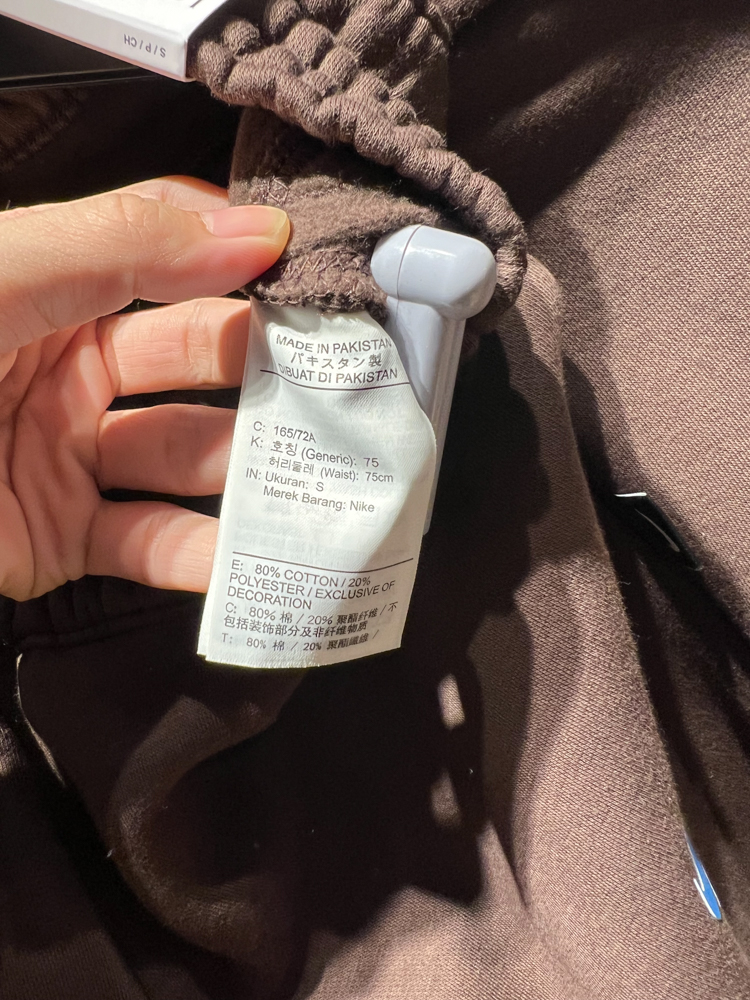 S/P/CH
MADE IN PAKISTAN
パキスタン製
DIBUAT DI PAKISTAN
C: 165/72A
K: 호칭 (Generic): 75
허리둘레 (Waist): 75cm
IN: Ukuran: S
Merek Barang: Nike
E: 80% COTTON / 20%
POLYESTER / EXCLUSIVE OF
DECORATION
C: 80% 棉 / 20% 聚酯纤维 / 不
包括装饰部分及非纤维物质
T: 80% 棉 / 20% 聚酯纖維 /